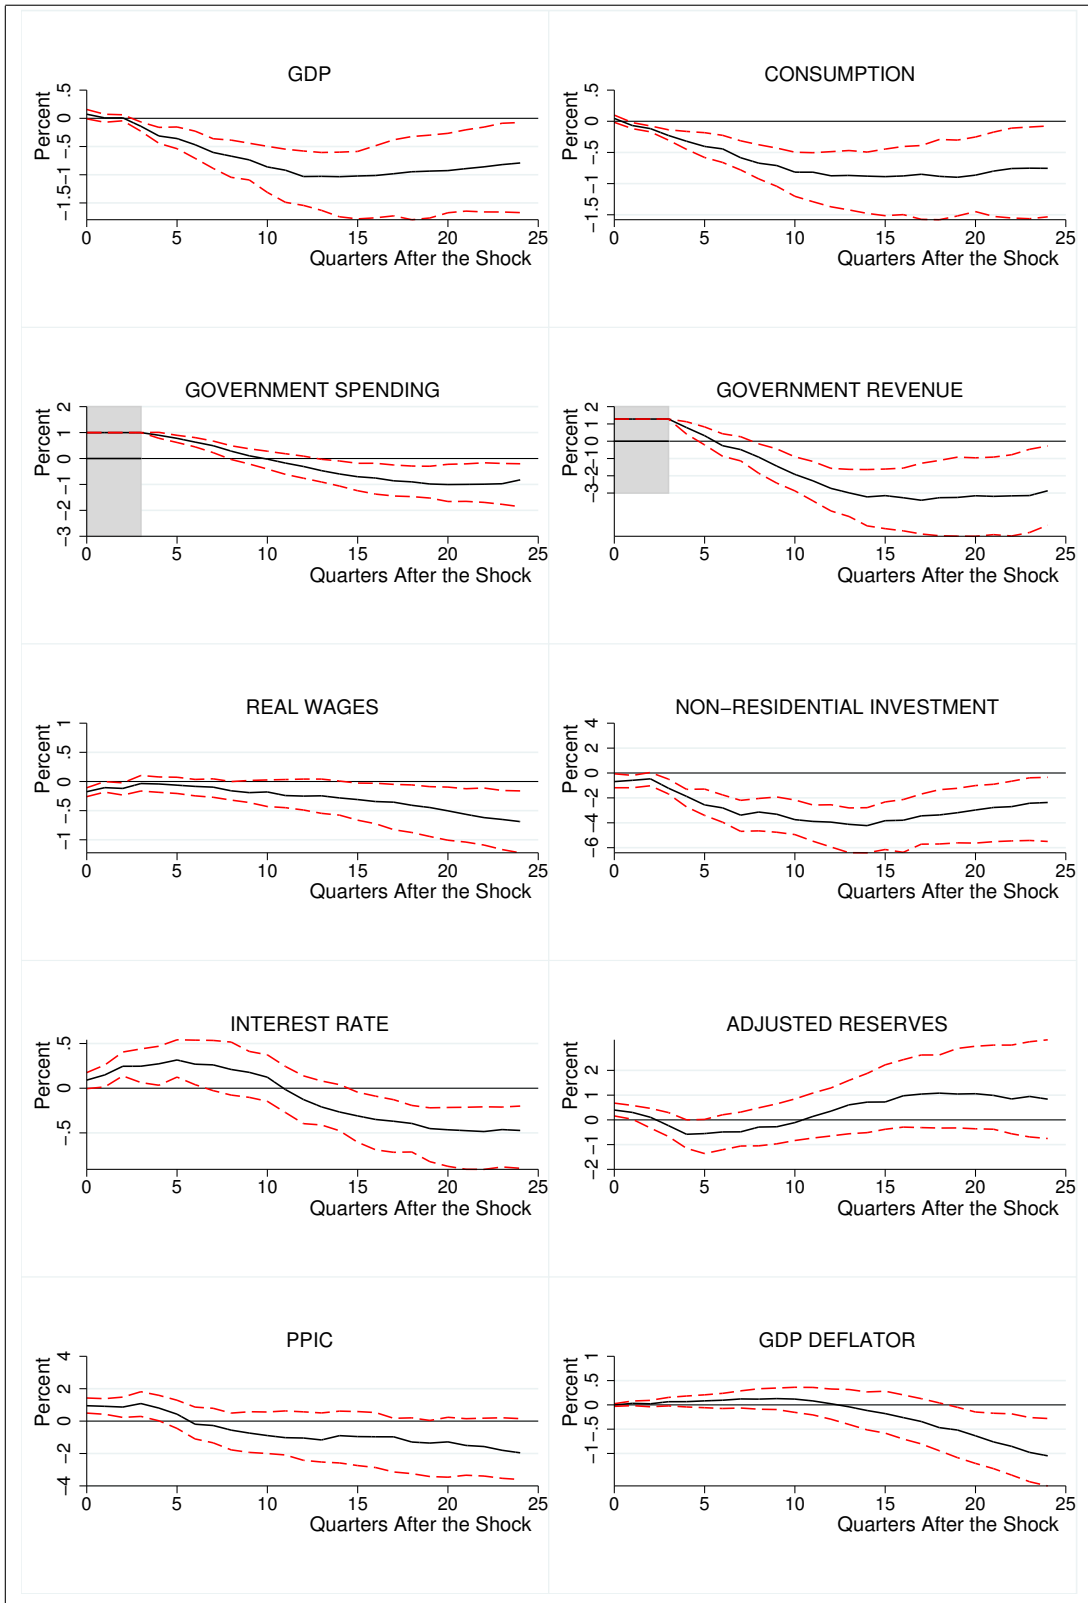 GDP
Percent
.5
0
−.5
−1
−1.5
0 5 10 15 20 25
Quarters After the Shock
CONSUMPTION
Percent
.5
0
−.5
−1
−1.5
0 5 10 15 20 25
Quarters After the Shock
GOVERNMENT SPENDING
Percent
2
1
0
−1
−2
−3
0 5 10 15 20 25
Quarters After the Shock
GOVERNMENT REVENUE
Percent
2
1
0
−1
−2
−3
0 5 10 15 20 25
Quarters After the Shock
REAL WAGES
Percent
1
.5
0
−.5
−1
0 5 10 15 20 25
Quarters After the Shock
NON−RESIDENTIAL INVESTMENT
Percent
4
2
0
−2
−4
−6
0 5 10 15 20 25
Quarters After the Shock
INTEREST RATE
Percent
.5
0
−.5
0 5 10 15 20 25
Quarters After the Shock
ADJUSTED RESERVES
Percent
2
1
0
−1
−2
0 5 10 15 20 25
Quarters After the Shock
PPIC
Percent
4
2
0
−2
−4
0 5 10 15 20 25
Quarters After the Shock
GDP DEFLATOR
Percent
1
.5
0
−.5
−1
0 5 10 15 20 25
Quarters After the Shock